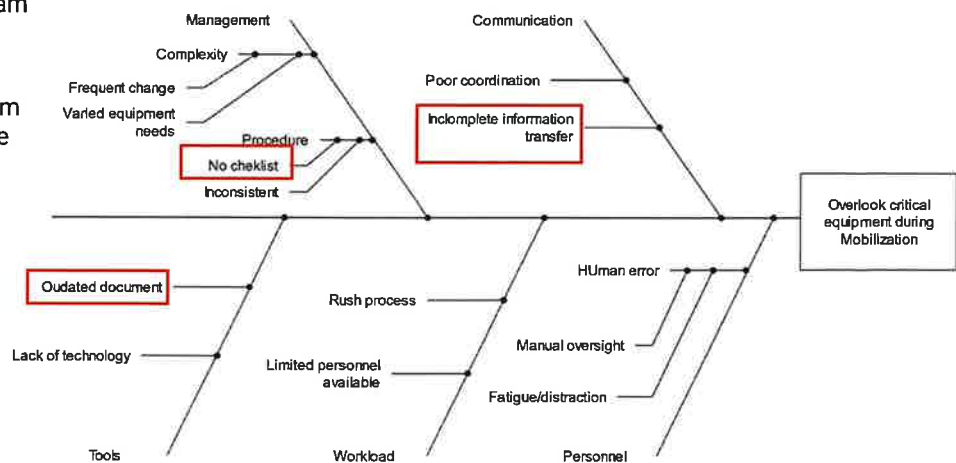 am
m
e
Management
Communication
Complexity
Frequent change
Varied equipment
needs
Poor coordination
Inclomplete information
transfer
Procedure
No cheklist
Inconsistent
Overlook critical
equipment during
Mobilization
Oudated document
Lack of technology
Rush process
Limited personnel
available
HUman error
Manual oversight
Fatigue/distraction
Tools
Workload
Personnel